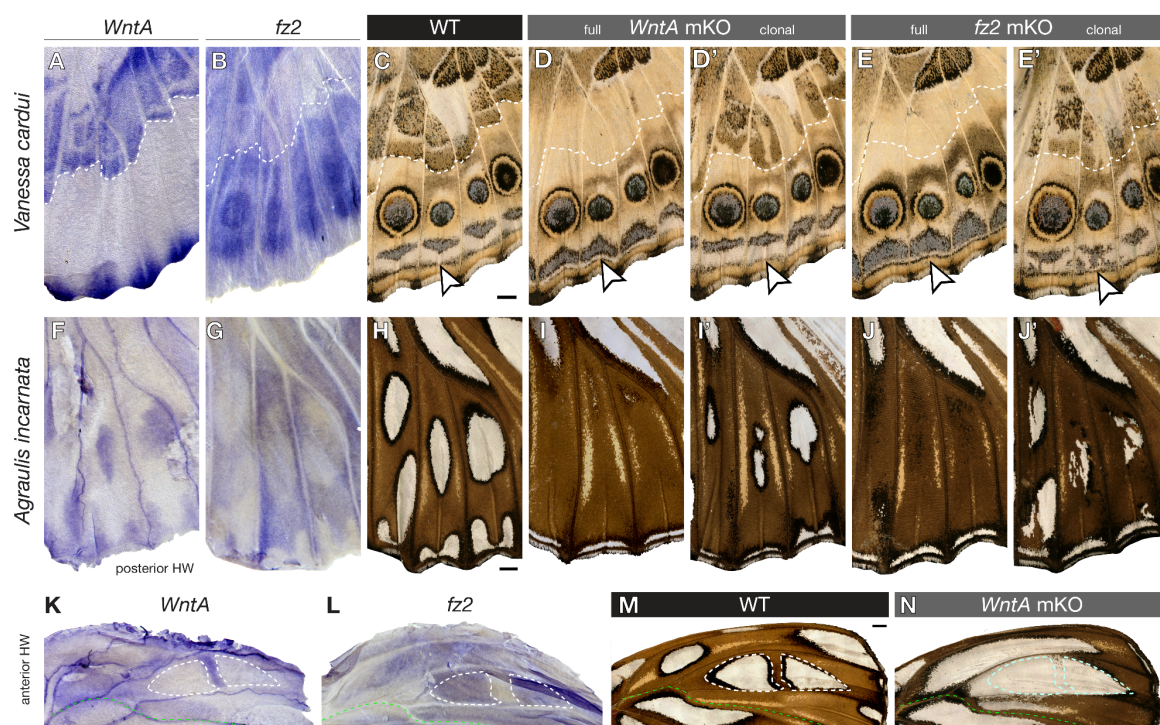 WntA fz2 WT full WntA mKO clonal full fz2 mKO clonal
Vanessa cardui
A B C D D' E E'
Agraulis incarnata
F G H I I' J J'
posterior HW
K WntA L fz2 M WT N WntA mKO
anterior HW